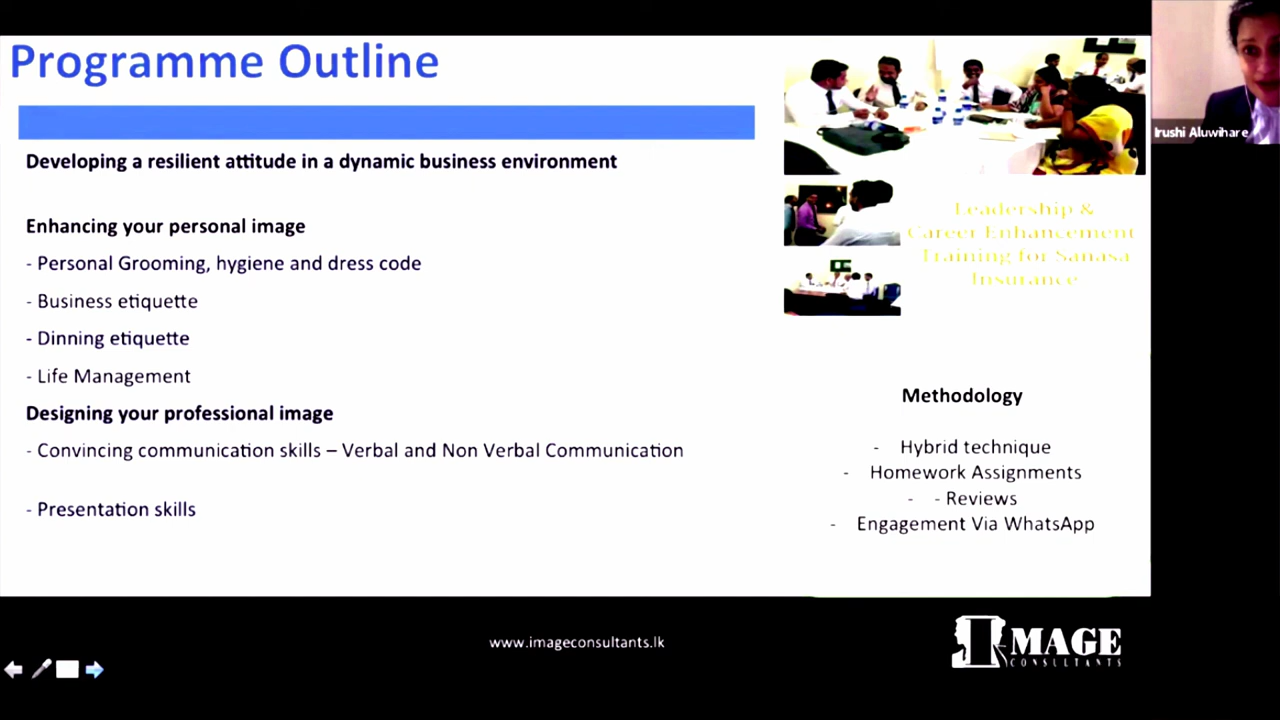 Programme Outline
Developing a resilient attitude in a dynamic business environment
Enhancing your personal image
- Personal Grooming, hygiene and dress code
- Business etiquette
- Dinning etiquette
- Life Management
Designing your professional image
- Convincing communication skills – Verbal and Non Verbal Communication
- Presentation skills
Leadership &
Career Enhancement
Training for Sanasa
Insurance
Methodology
- Hybrid technique
- Homework Assignments
- - Reviews
- Engagement Via WhatsApp
Irushi Aluwihare
www.imageconsultants.lk
IMAGE
CONSULTANTS